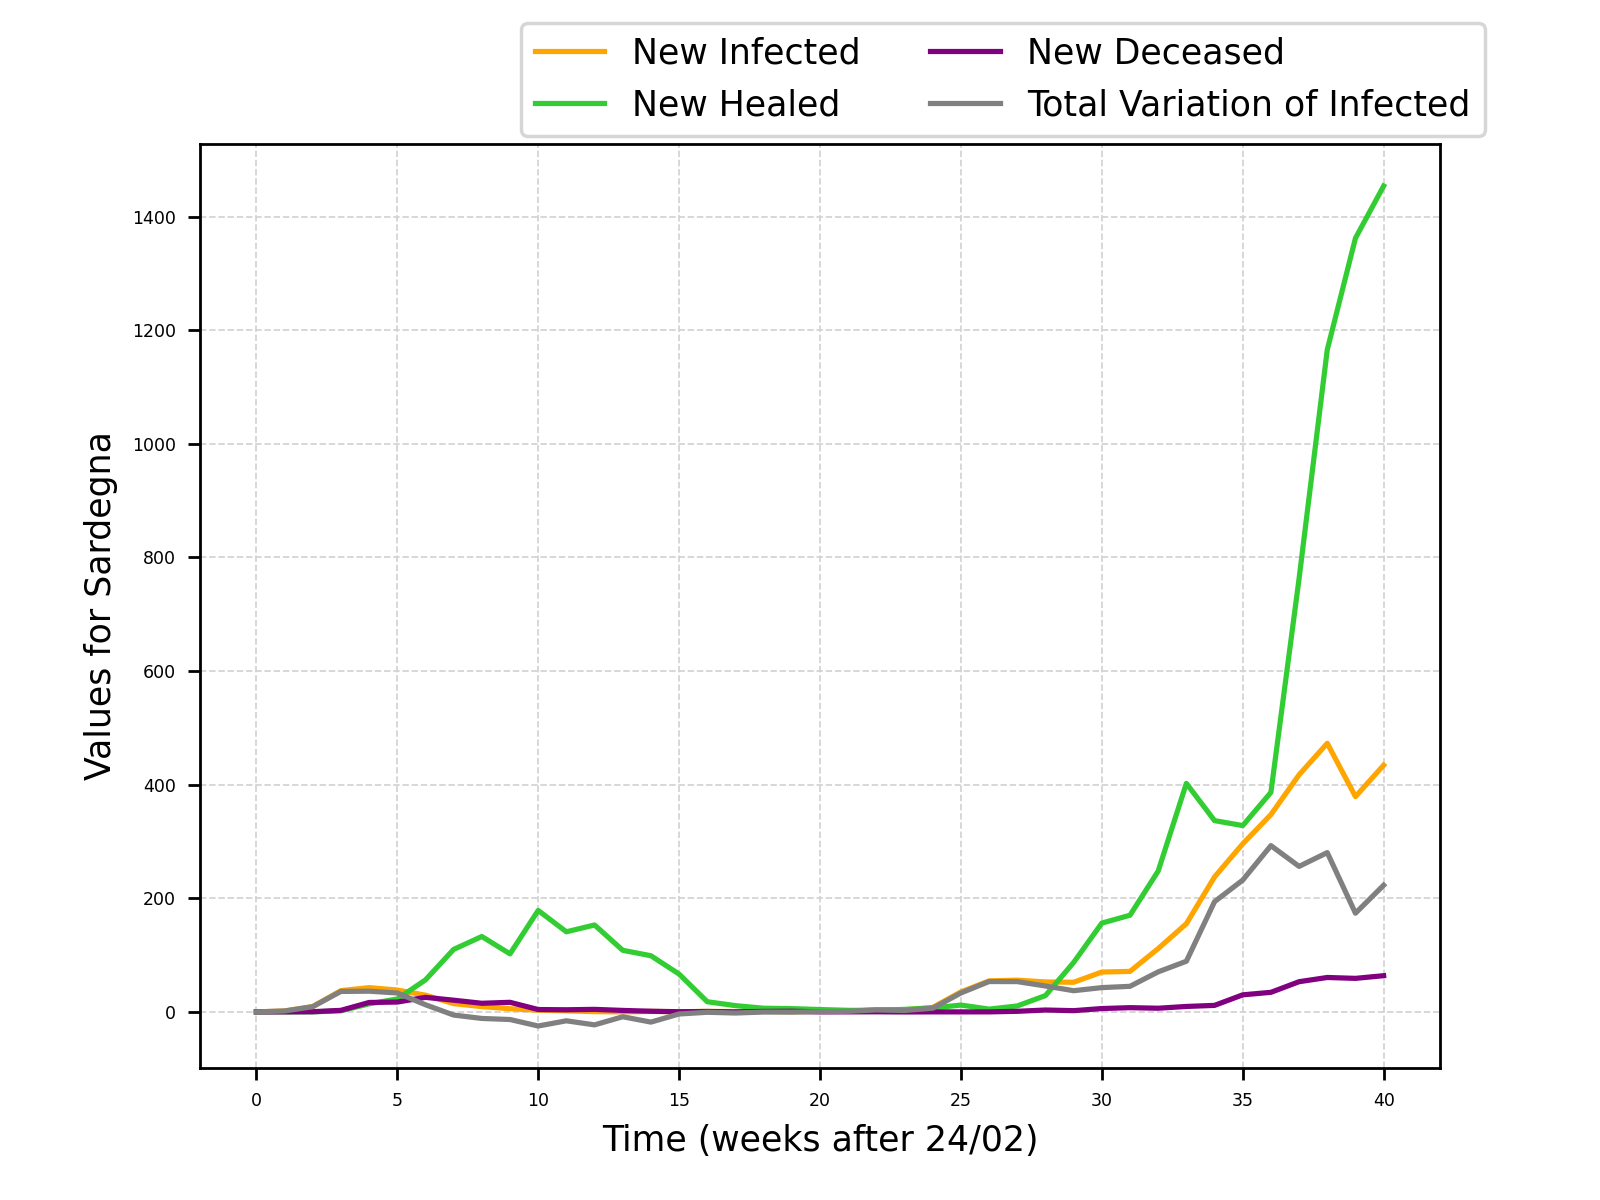 New Infected
New Healed
New Deceased
Total Variation of Infected
1400
1200
1000
800
600
400
200
0
Values for Sardegna
0 5 10 15 20 25 30 35 40
Time (weeks after 24/02)